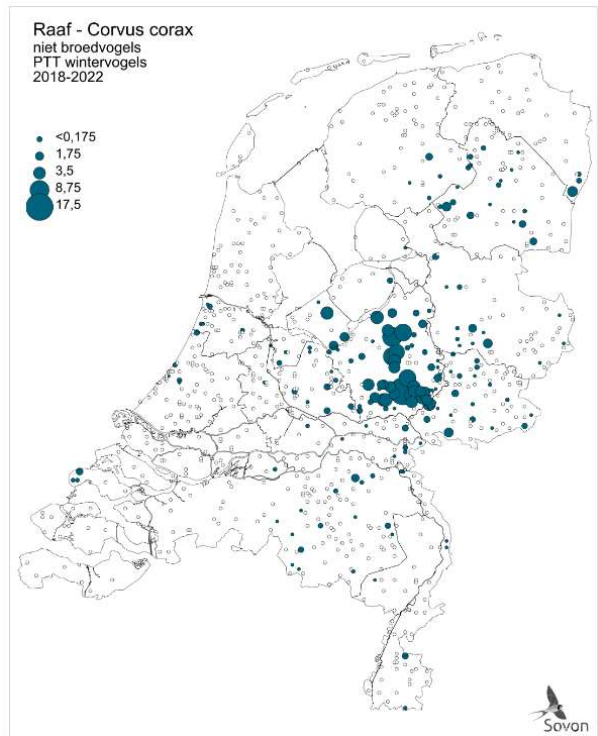 Raaf - Corvus corax
niet broedvogels
PTT wintervogels
2018-2022
<0,175
1,75
3,5
8,75
17,5
Sovon